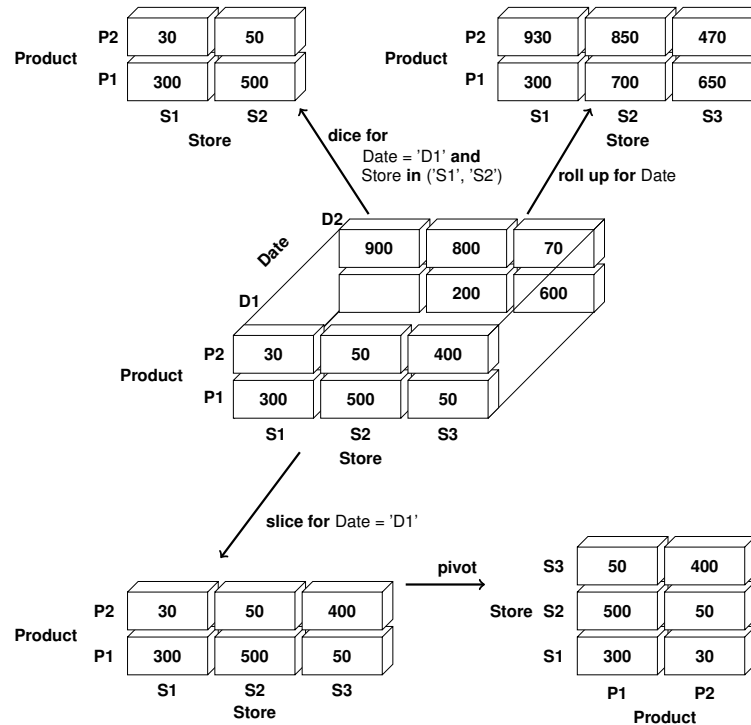 P2 30 50
Product
P1 300 500
S1 S2
Store
P2 930 850 470
Product
P1 300 700 650
S1 S2 S3
Store
dice for
Date = 'D1' and
Store in ('S1', 'S2')
roll up for Date
D2
900 800 70
Date
200 600
D1
P2 30 50 400
Product
P1 300 500 50
S1 S2 S3
Store
slice for Date = 'D1'
P2 30 50 400
Product
P1 300 500 50
S1 S2 S3
Store
pivot
S3 50 400
Store S2 500 50
S1 300 30
P1 P2
Product